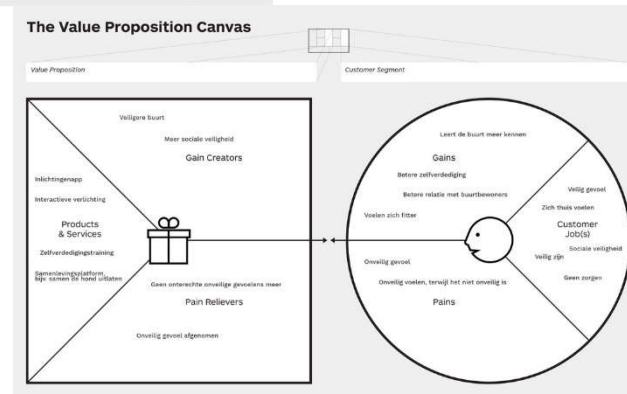 The Value Proposition Canvas
Value Proposition
Customer Segment
Veiligere buurt
Meer sociale veiligheid
Gain Creators
Inlichtingenapp
Interactieve verlichting
Products
& Services
Zelfverdedigingstraining
Samenlevingsplatform,
bijv. samen de hond uitlaten
Geen onterechte onveilige gevoelens meer
Pain Relievers
Onveilig gevoel afgenomen
Leert de buurt meer kennen
Gains
Betere zelfverdediging
Betere relatie met buurtbewoners
Voelen zich fitter
Veilig gevoel
Zich thuis voelen
Customer
Job(s)
Sociale veiligheid
Veilig zijn
Geen zorgen
Onveilig gevoel
Onveilig voelen, terwijl het niet onveilig is
Pains